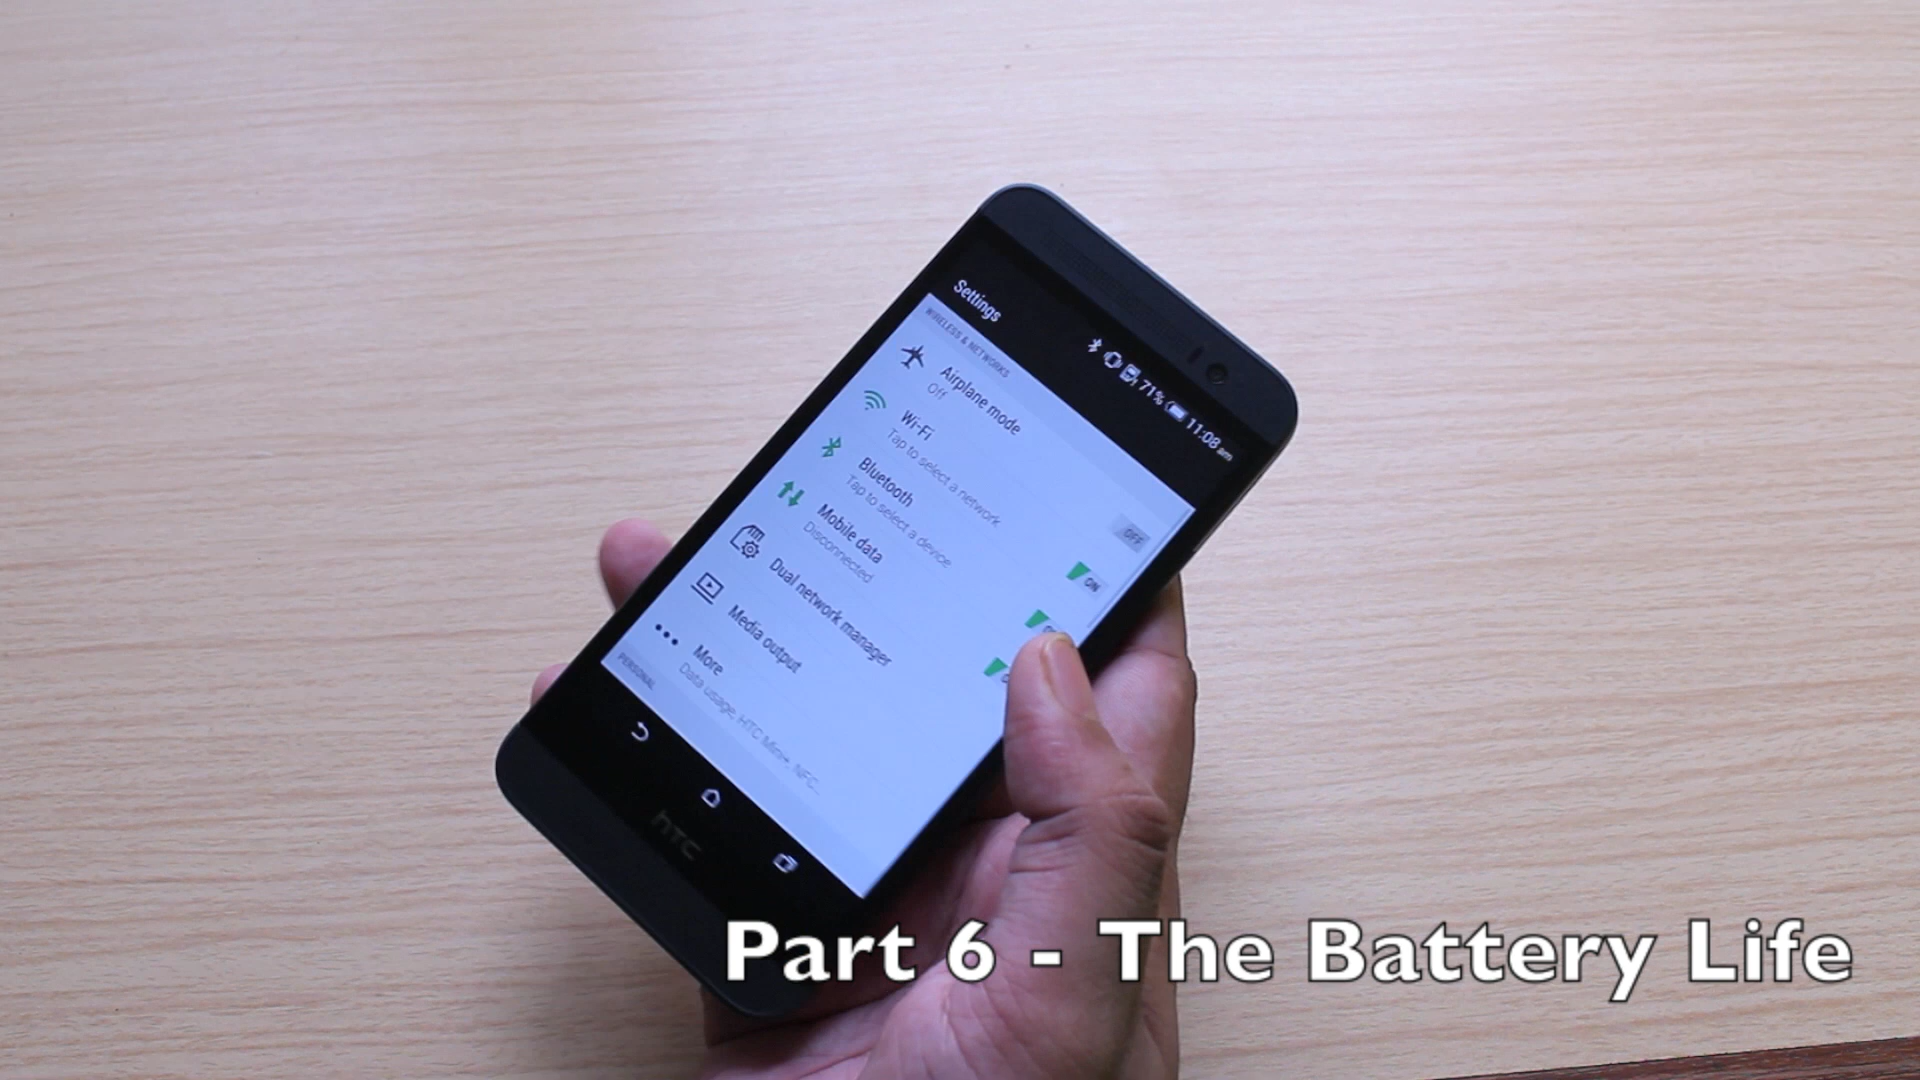 71% 11:08 am
Settings
WIRELESS & NETWORKS
Airplane mode
Off
OFF
Wi-Fi
Tap to select a network
ON
Bluetooth
Tap to select a device
Mobile data
Disconnected
Dual network manager
Media output
More
Data usage, HTC Mini+, NFC...
PERSONAL
hTC
Part 6 - The Battery Life